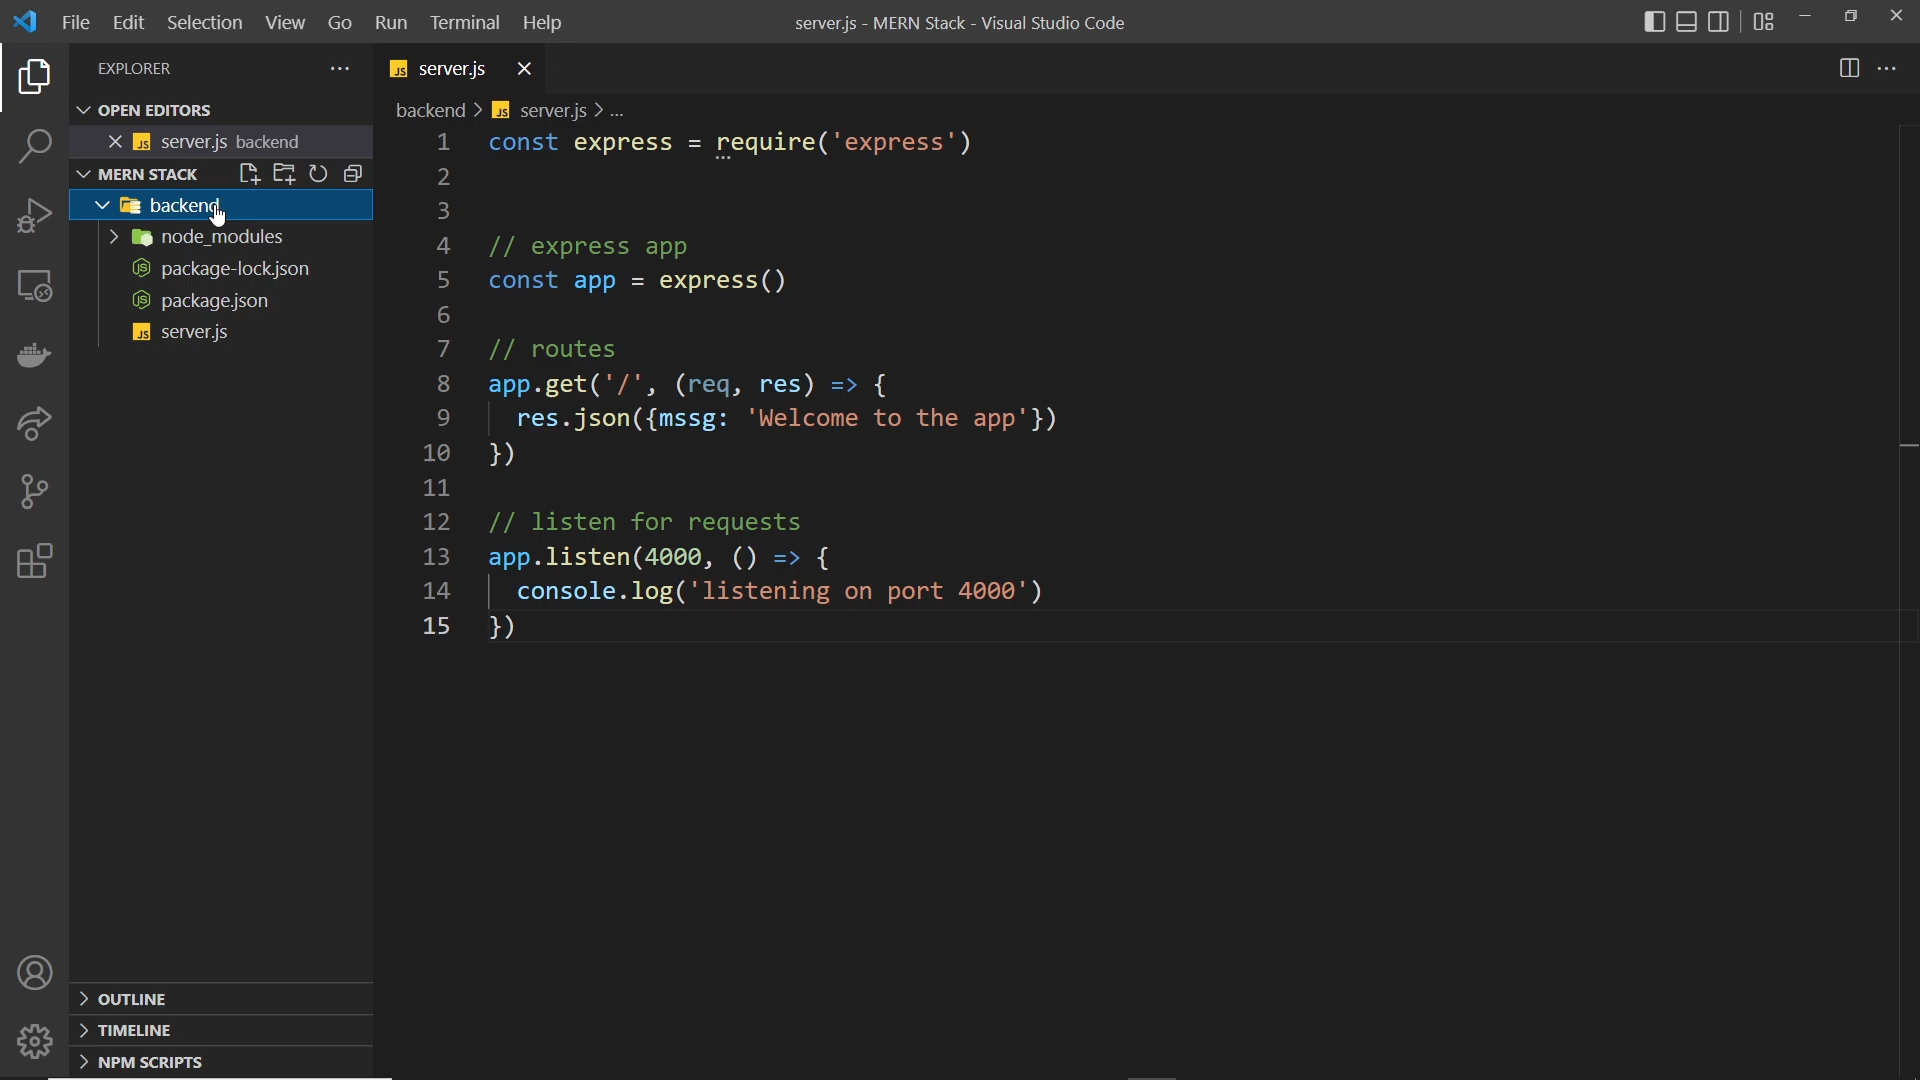 File Edit Selection View Go Run Terminal Help
server.js - MERN Stack - Visual Studio Code
EXPLORER
OPEN EDITORS
server.js backend
MERN STACK
backend
node_modules
package-lock.json
package.json
server.js
OUTLINE
TIMELINE
NPM SCRIPTS
server.js
backend > server.js > ...
1 const express = require('express')
2
3
4 // express app
5 const app = express()
6
7 // routes
8 app.get('/', (req, res) => {
9 res.json({mssg: 'Welcome to the app'})
10 })
11
12 // listen for requests
13 app.listen(4000, () => {
14 console.log('listening on port 4000')
15 })